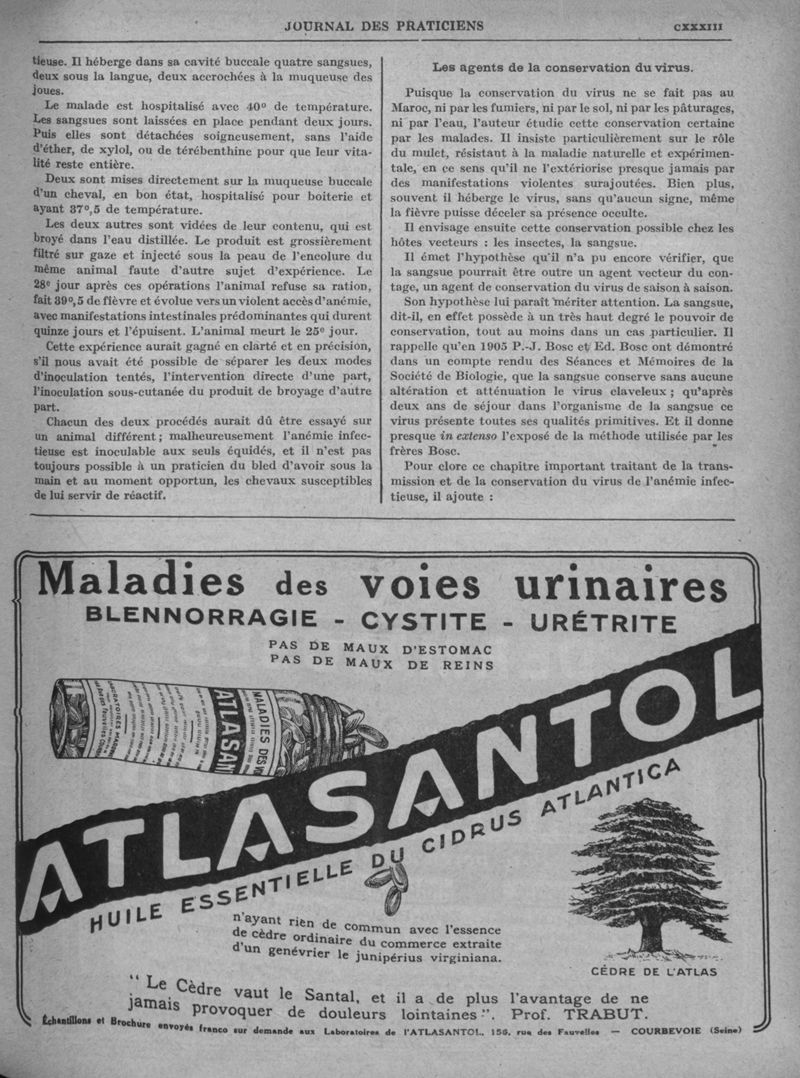 JOURNAL DES PRATICIENS
CXXXIII
tieuse. Il héberge dans sa cavité buccale quatre sangsues,
deux sous la langue, deux accrochées à la muqueuse des
joues.
Le malade est hospitalisé avec 40° de température.
Les sangsues sont laissées en place pendant deux jours.
Puis elles sont détachées soigneusement, sans l'aide
d'éther, de xylol, ou de térébenthine pour que leur vita-
lité reste entière.
Deux sont mises directement sur la muqueuse buccale
d'un cheval, en bon état, hospitalisé pour boiterie et
ayant 37°,5 de température.
Les deux autres sont vidées de leur contenu, qui est
broyé dans l'eau distillée. Le produit est grossièrement
filtré sur gaze et injecté sous la peau de l'encolure du
même animal faute d'autre sujet d'expérience. Le
28e jour après ces opérations l'animal refuse sa ration,
fait 39°,5 de fièvre et évolue vers un violent accès d'anémie,
avec manifestations intestinales prédominantes qui durent
quinze jours et l'épuisent. L'animal meurt le 25e jour.
Cette expérience aurait gagné en clarté et en précision,
s'il nous avait été possible de séparer les deux modes
d'inoculation tentés, l'intervention directe d'une part,
l'inoculation sous-cutanée du produit de broyage d'autre
part.
Chacun des deux procédés aurait dû être essayé sur
un animal différent ; malheureusement l'anémie infec-
tieuse est inoculable aux seuls équidés, et il n'est pas
toujours possible à un praticien du bled d'avoir sous la
main et au moment opportun, les chevaux susceptibles
de lui servir de réactif.
Les agents de la conservation du virus.
Puisque la conservation du virus ne se fait pas au
Maroc, ni par les fumiers, ni par le sol, ni par les pâturages,
ni par l'eau, l'auteur étudie cette conservation certaine
par les malades. Il insiste particulièrement sur le rôle
du mulet, résistant à la maladie naturelle et expérimen-
tale, en ce sens qu'il ne l'extériorise presque jamais par
des manifestations violentes surajoutées. Bien plus,
souvent il héberge le virus, sans qu'aucun signe, même
la fièvre puisse déceler sa présence occulte.
Il envisage ensuite cette conservation possible chez les
hôtes vecteurs : les insectes, la sangsue.
Il émet l'hypothèse qu'il n'a pu encore vérifier, que
la sangsue pourrait être outre un agent vecteur du con-
tage, un agent de conservation du virus de saison à saison.
Son hypothèse lui paraît mériter attention. La sangsue,
dit-il, en effet possède à un très haut degré le pouvoir de
conservation, tout au moins dans un cas particulier. Il
rappelle qu'en 1905 P.-J. Bosc et Ed. Bosc ont démontré
dans un compte rendu des Séances et Mémoires de la
Société de Biologie, que la sangsue conserve sans aucune
altération et atténuation le virus claveleux ; qu'après
deux ans de séjour dans l'organisme de la sangsue ce
virus présente toutes ses qualités primitives. Et il donne
presque in extenso l'exposé de la méthode utilisée par les
frères Bosc.
Pour clore ce chapitre important traitant de la trans-
mission et de la conservation du virus de l'anémie infec-
tieuse, il ajoute :
Maladies des voies urinaires
BLENNORRAGIE - CYSTITE - URÉTRITE
PAS DE MAUX D'ESTOMAC
PAS DE MAUX DE REINS
MALADIES DES
ATLASAN
ATLASANTOL
HUILE ESSENTIELLE DU CIDRUS ATLANTICA
n'ayant rien de commun avec l'essence
de cèdre ordinaire du commerce extraite
d'un genévrier le junipérius virginiana.
CÈDRE DE L'ATLAS
" Le Cèdre vaut le Santal, et il a de plus l'avantage de ne
jamais provoquer de douleurs lointaines". Prof. TRABUT.
Échantillons et Brochure envoyés franco sur demande aux Laboratoires de l'ATLASANTOL, 156, rue des Fauvelles — COURBEVOIE (Seine)